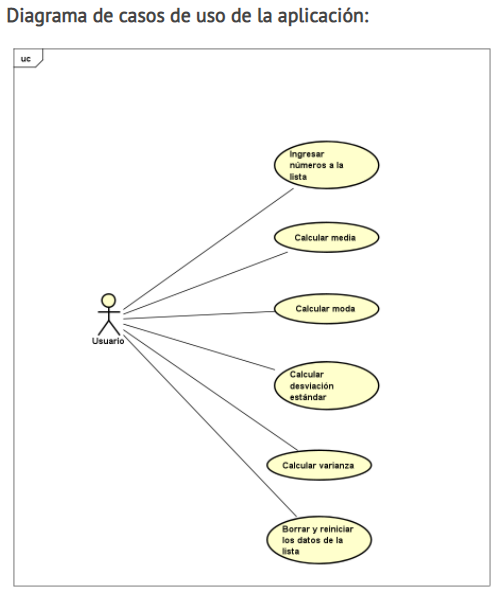 Diagrama de casos de uso de la aplicación:
uc
Ingresar
números a la
lista
Calcular media
Calcular moda
Usuario
Calcular
desviación
estándar
Calcular varianza
Borrar y reiniciar
los datos de la
lista